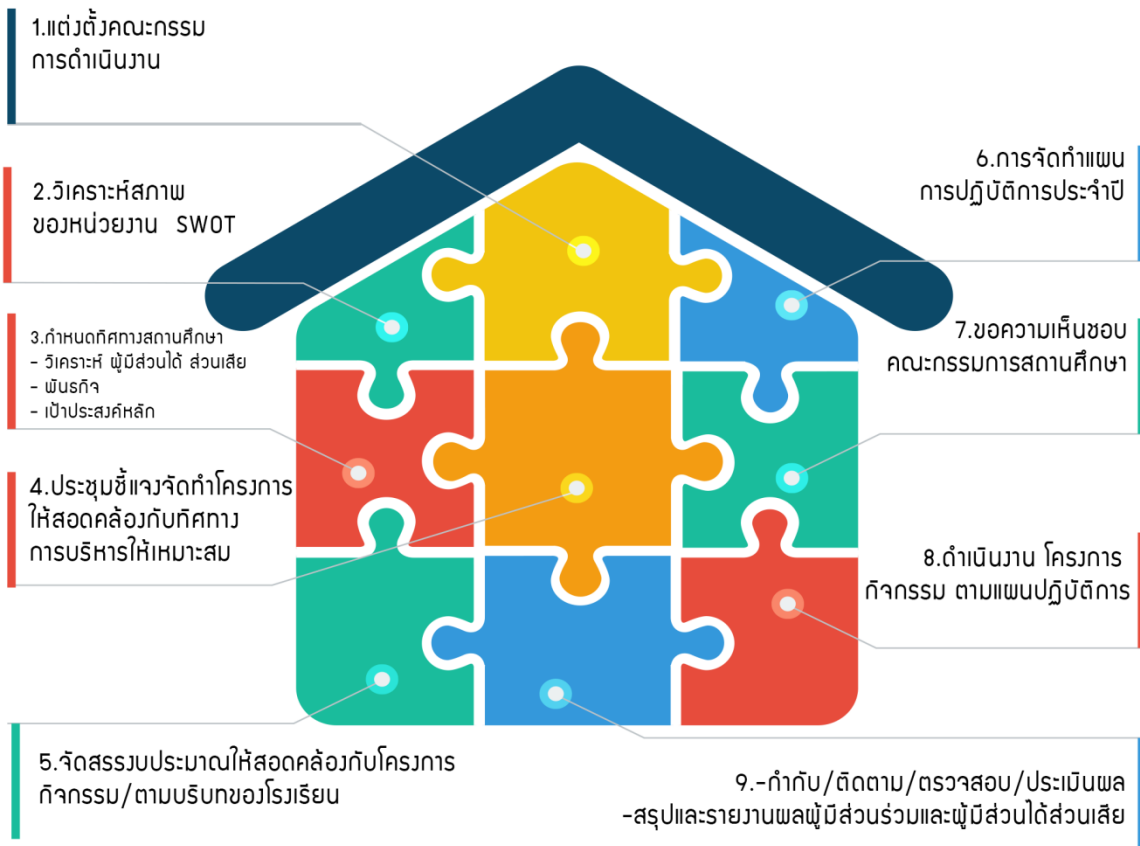 1.แต่งตั้งคณะกรรม
การดำเนินงาน
2.วิเคราะห์สภาพ
ของหน่วยงาน SWOT
3.กำหนดทิศทางสถานศึกษา
- วิเคราะห์ ผู้มีส่วนได้ ส่วนเสีย
- พันธกิจ
- เป้าประสงค์หลัก
4.ประชุมชี้แจงจัดทำโครงการ
ให้สอดคล้องกับทิศทาง
การบริหารให้เหมาะสม
5.จัดสรรงบประมาณให้สอดคล้องกับโครงการ
กิจกรรม/ตามบริบทของโรงเรียน
6.การจัดทำแผน
การปฏิบัติการประจำปี
7.ขอความเห็นชอบ
คณะกรรมการสถานศึกษา
8.ดำเนินงาน โครงการ
กิจกรรม ตามแผนปฏิบัติการ
9.-กำกับ/ติดตาม/ตรวจสอบ/ประเมินผล
-สรุปและรายงานผลผู้มีส่วนร่วมและผู้มีส่วนได้ส่วนเสีย